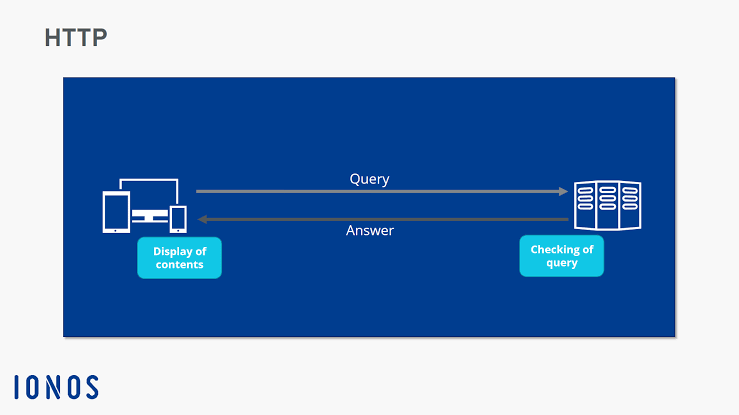 HTTP
Query
Answer
Display of
contents
Checking of
query
IONOS